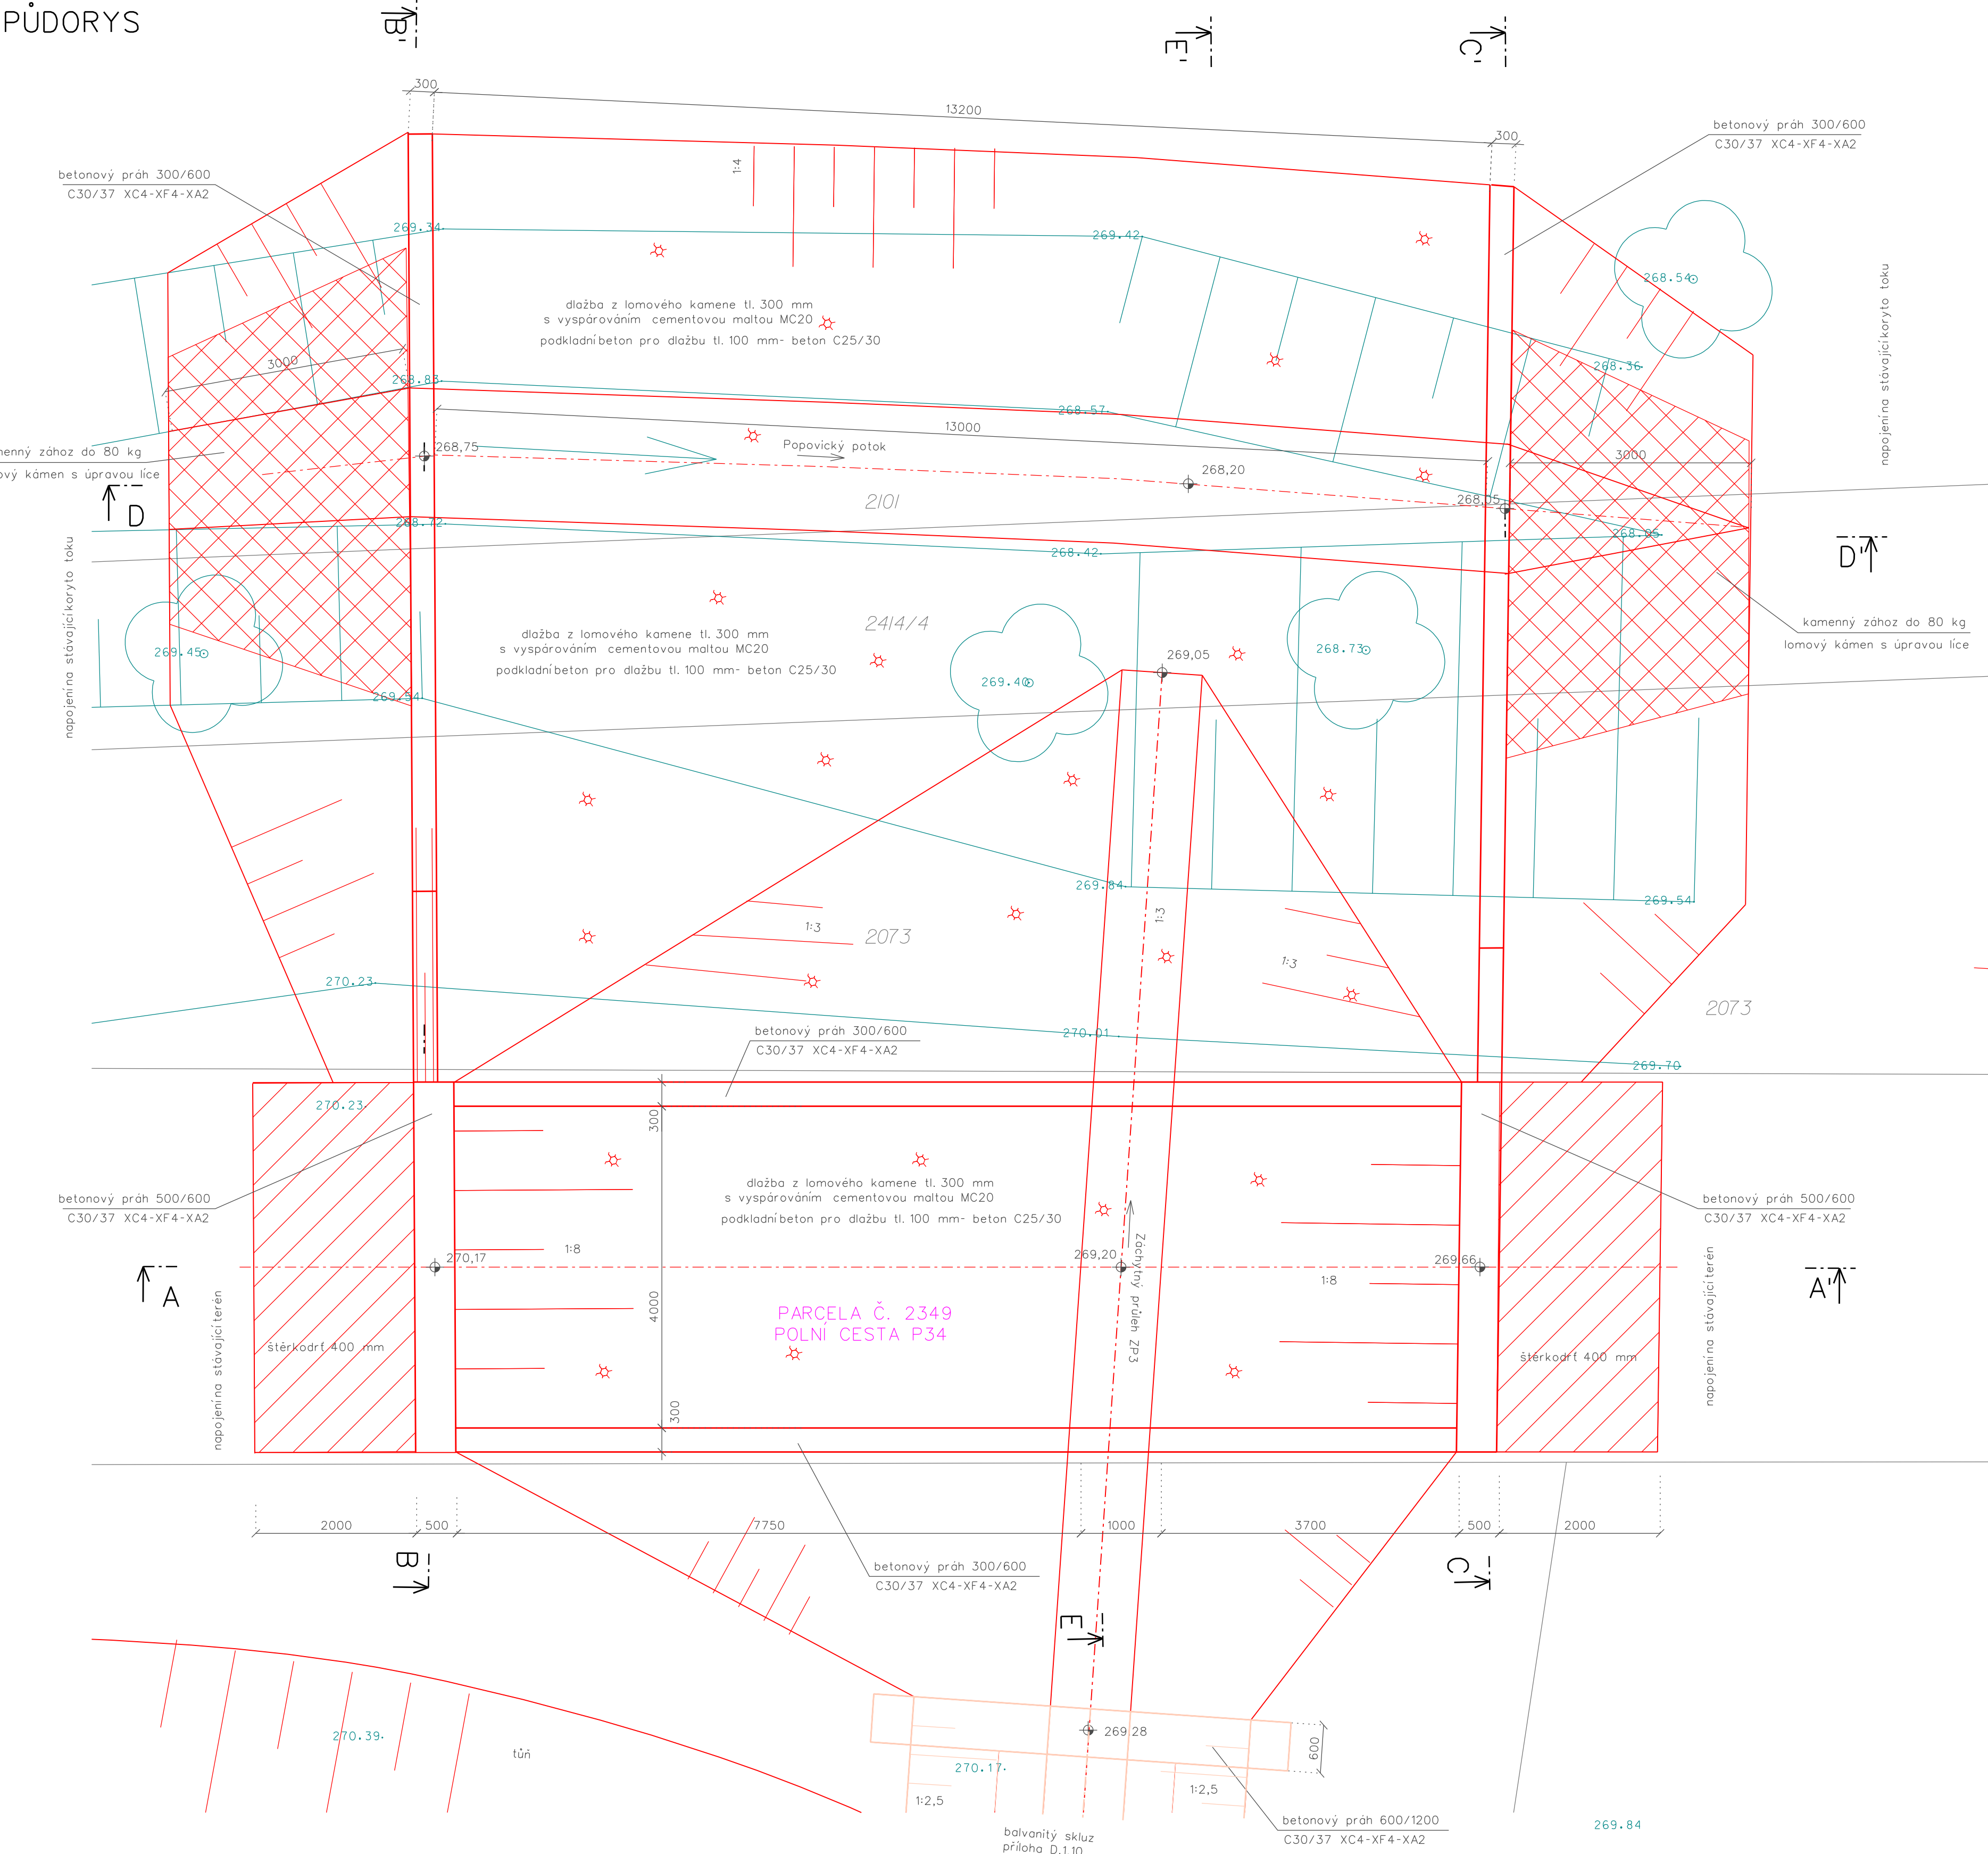 PŮDORYS
B'
E'
C'
300
13200
300
betonový práh 300/600
C30/37 XC4-XF4-XA2
betonový práh 300/600
C30/37 XC4-XF4-XA2
1:4
269.34
269.42
268.54
napojení na stávající koryto toku
dlažba z lomového kamene tl. 300 mm
s vyspárováním cementovou maltou MC20
podkladní beton pro dlažbu tl. 100 mm- beton C25/30
3000
268.83
268.57
268.36
13000
268,75
Popovický potok
268,20
3000
kamenný zához do 80 kg
lomový kámen s úpravou líce
D
2101
268,05
268.72
268.42
268.05
D'
napojení na stávající koryto toku
269.45
dlažba z lomového kamene tl. 300 mm
s vyspárováním cementovou maltou MC20
podkladní beton pro dlažbu tl. 100 mm- beton C25/30
2414/4
269,05
268.73
kamenný zához do 80 kg
lomový kámen s úpravou líce
269.40
269.54
269.84
269.54
1:3
1:3
2073
1:3
270.23
2073
betonový práh 300/600
C30/37 XC4-XF4-XA2
270.01
269.70
270.23
300
dlažba z lomového kamene tl. 300 mm
s vyspárováním cementovou maltou MC20
podkladní beton pro dlažbu tl. 100 mm- beton C25/30
betonový práh 500/600
C30/37 XC4-XF4-XA2
betonový práh 500/600
C30/37 XC4-XF4-XA2
270,17
1:8
269,20
Záchytný průleh ZP3
269,66
1:8
A
A'
4000
PARCELA Č. 2349
POLNÍ CESTA P34
napojení na stávající terén
štěrkodrť 400 mm
štěrkodrť 400 mm
napojení na stávající terén
300
2000
500
7750
1000
3700
500
2000
B
C
betonový práh 300/600
C30/37 XC4-XF4-XA2
E
270.39
tůň
269,28
600
270.17
1:2,5
1:2,5
betonový práh 600/1200
C30/37 XC4-XF4-XA2
269.84
balvanitý skluz
příloha D.1.10